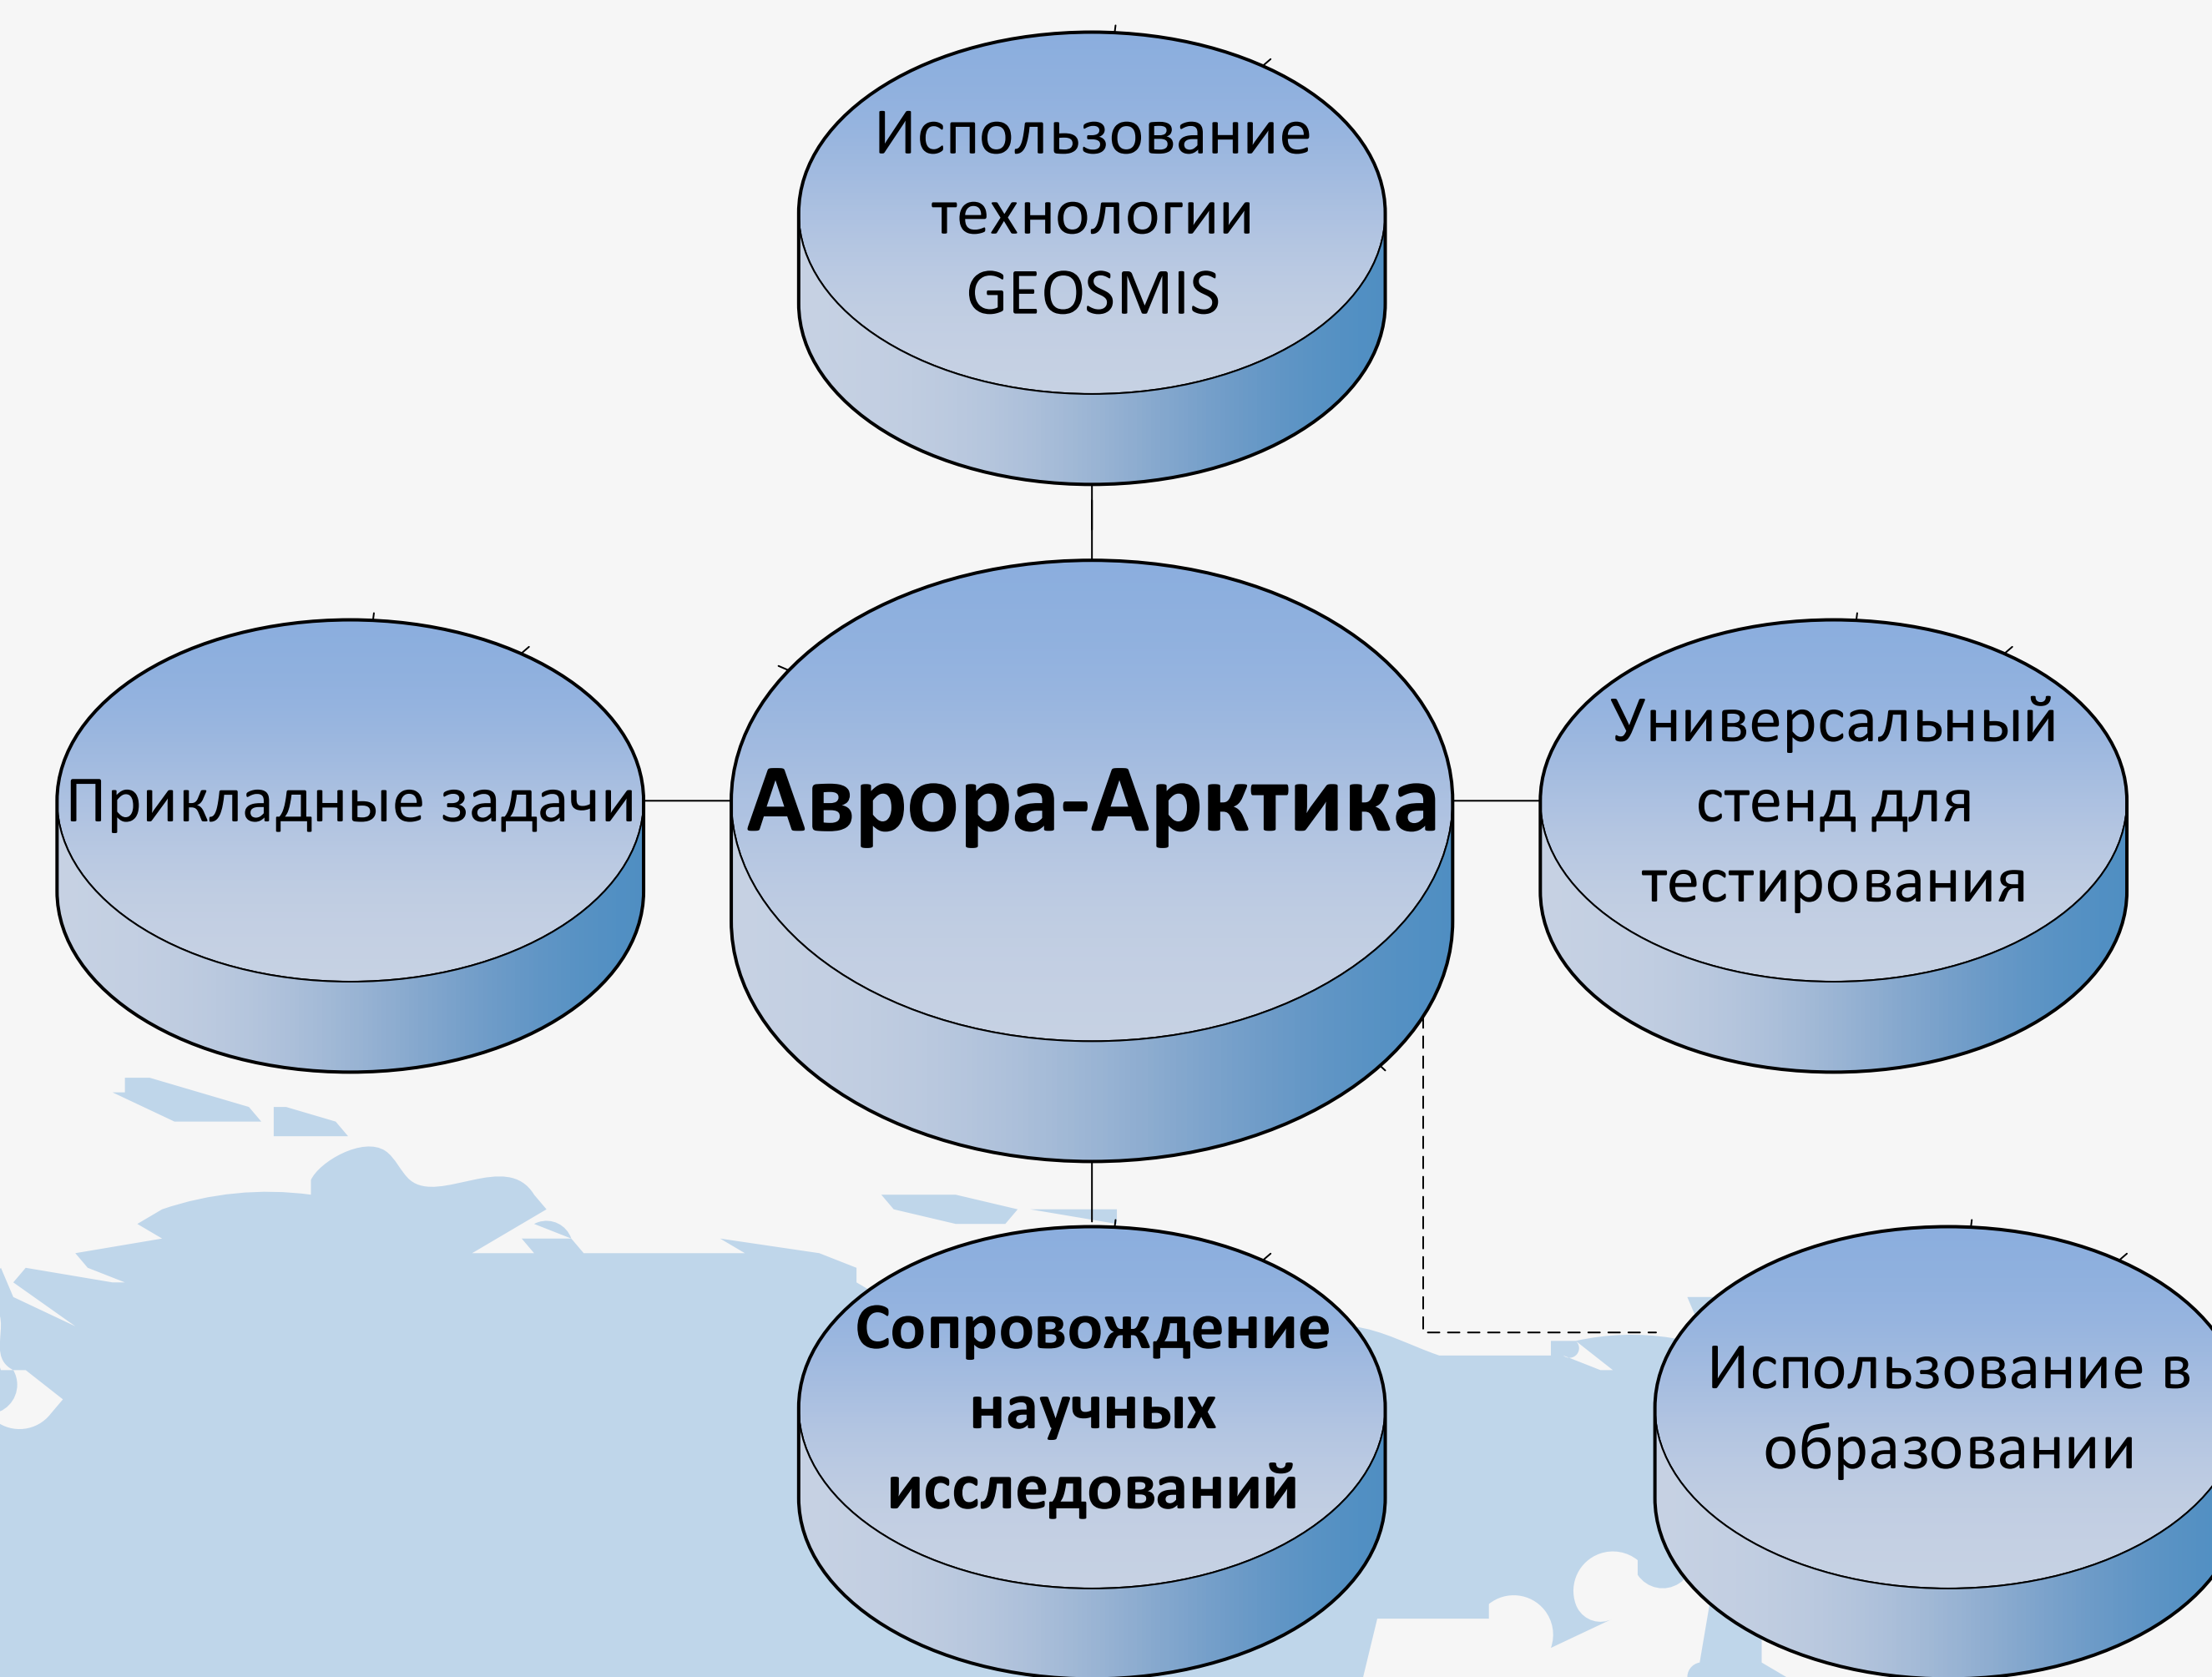 Использование
технологии
GEOSMIS
Прикладные задачи
Аврора-Арктика
Универсальный
стенд для
тестирования
Сопровождение
научных
исследований
Использование в
образовании